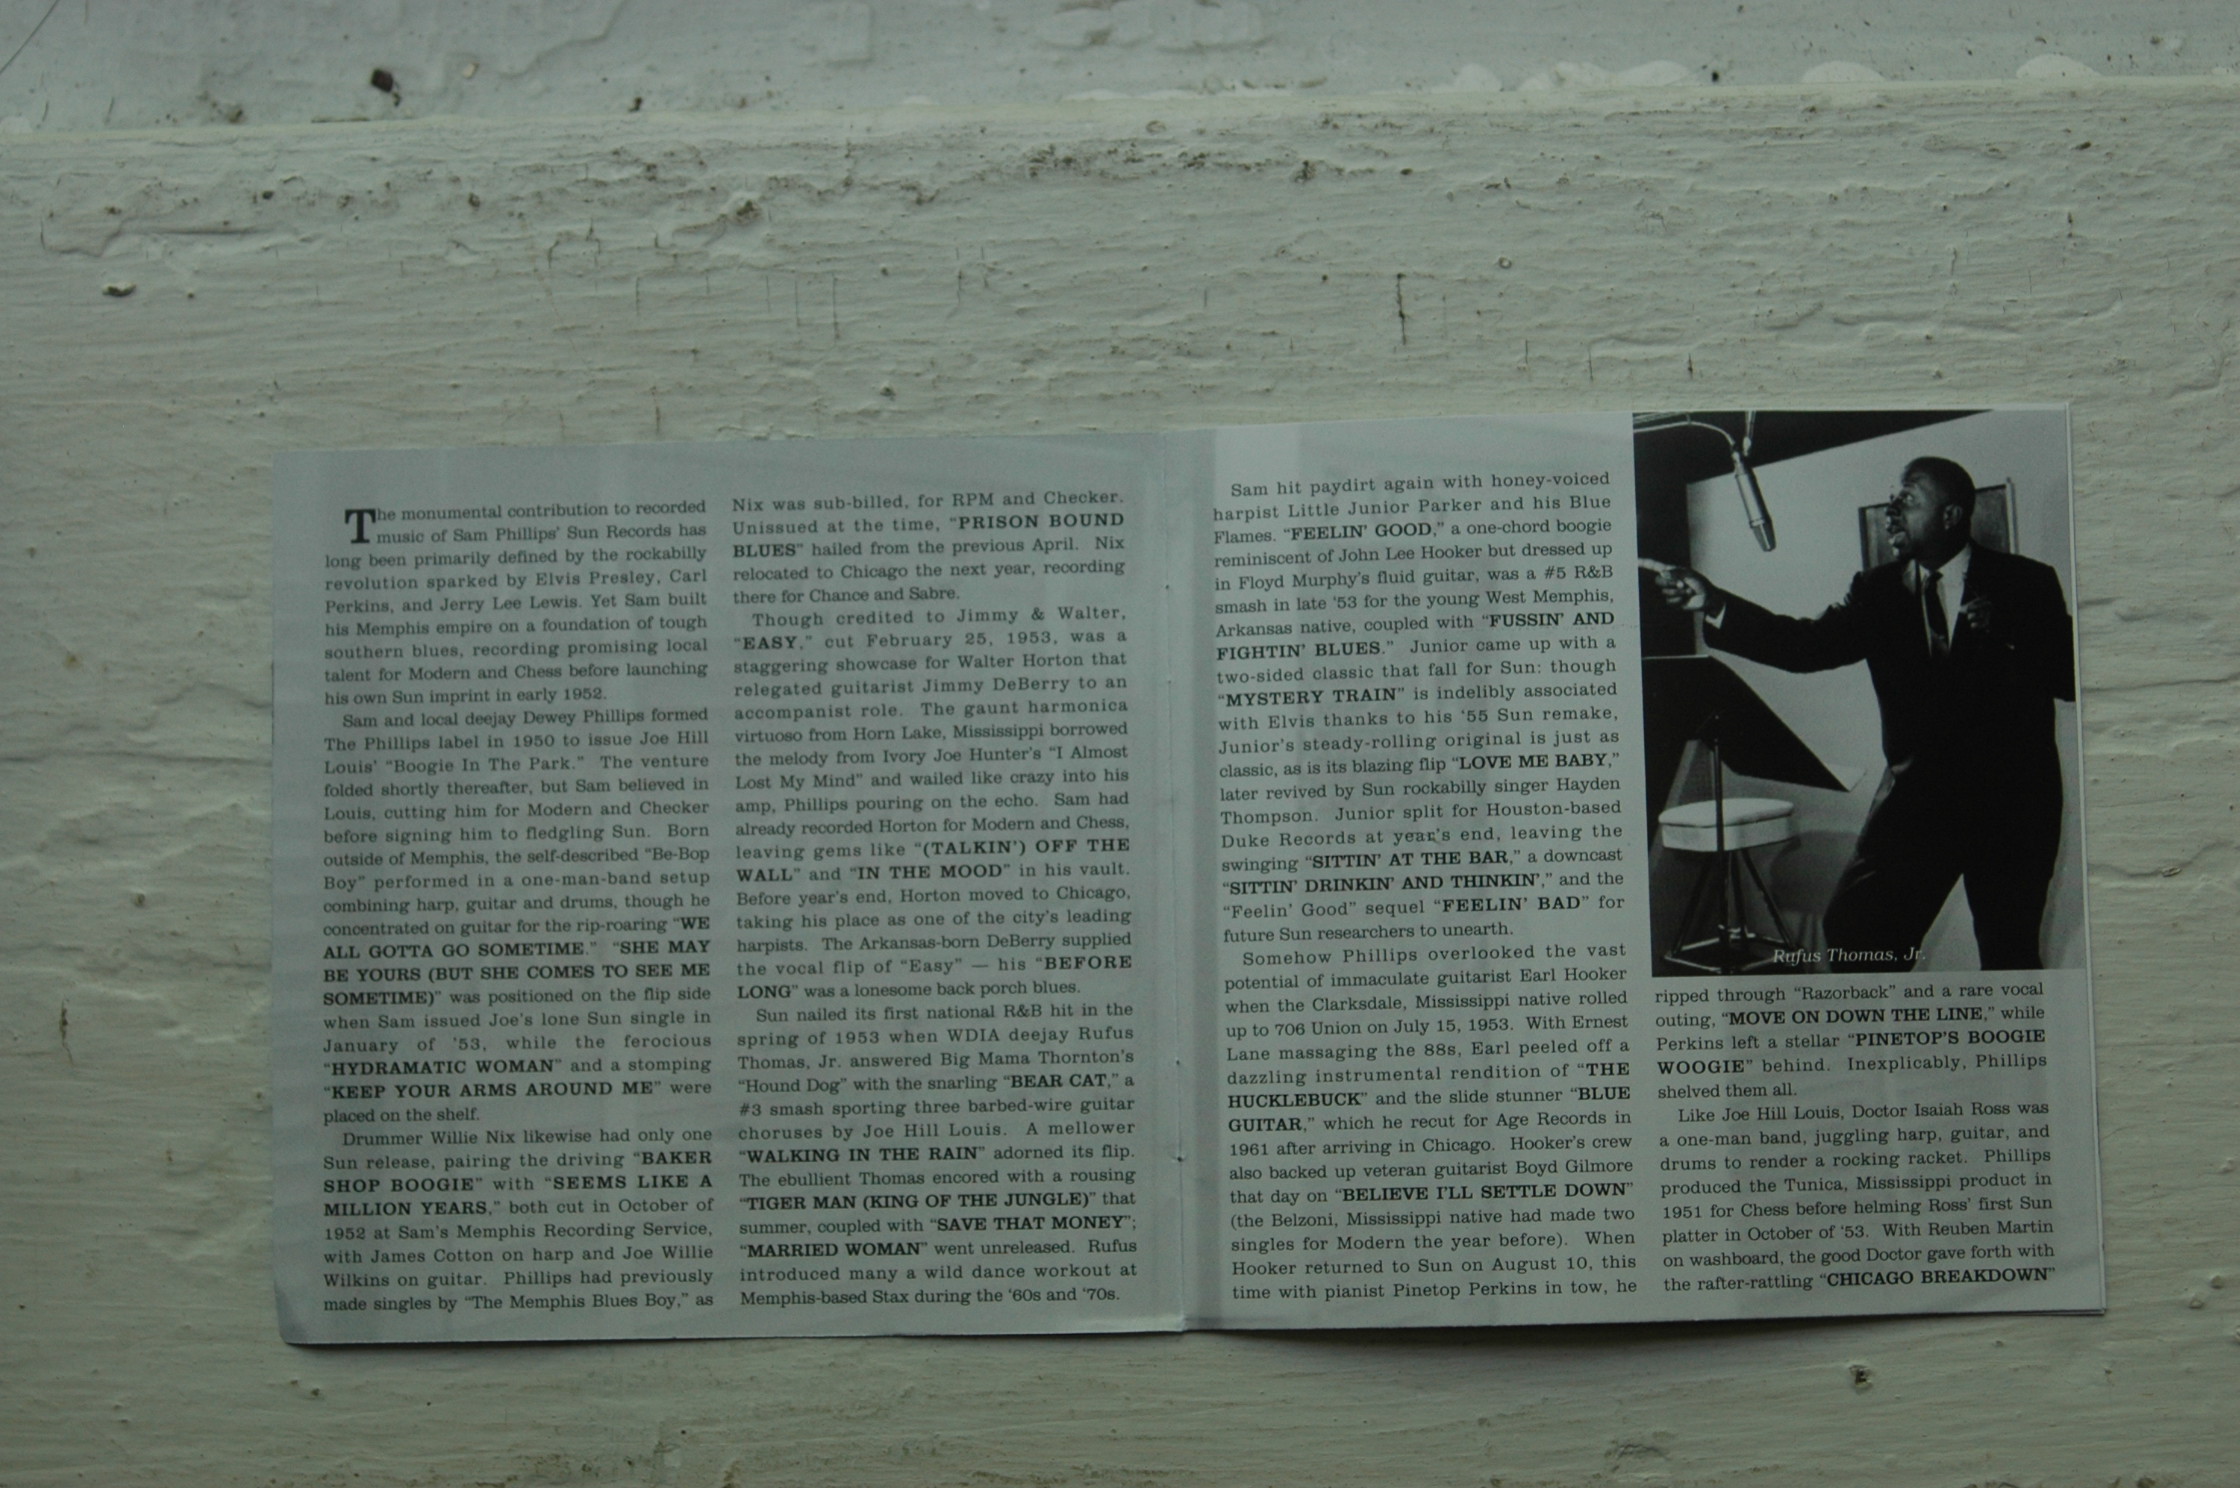 The monumental contribution to recorded
music of Sam Phillips' Sun Records has
long been primarily defined by the rockabilly
revolution sparked by Elvis Presley, Carl
Perkins, and Jerry Lee Lewis. Yet Sam built
his Memphis empire on a foundation of tough
southern blues, recording promising local
talent for Modern and Chess before launching
his own Sun imprint in early 1952.
Sam and local deejay Dewey Phillips formed
The Phillips label in 1950 to issue Joe Hill
Louis' “Boogie In The Park.” The venture
folded shortly thereafter, but Sam believed in
Louis, cutting him for Modern and Checker
before signing him to fledgling Sun. Born
outside of Memphis, the self-described “Be-Bop
Boy” performed in a one-man-band setup
combining harp, guitar and drums, though he
concentrated on guitar for the rip-roaring “WE
ALL GOTTA GO SOMETIME.” “SHE MAY
BE YOURS (BUT SHE COMES TO SEE ME
SOMETIME)” was positioned on the flip side
when Sam issued Joe's lone Sun single in
January of ‘53, while the ferocious
“HYDRAMATIC WOMAN” and a stomping
“KEEP YOUR ARMS AROUND ME” were
placed on the shelf.
Drummer Willie Nix likewise had only one
Sun release, pairing the driving “BAKER
SHOP BOOGIE” with “SEEMS LIKE A
MILLION YEARS,” both cut in October of
1952 at Sam's Memphis Recording Service,
with James Cotton on harp and Joe Willie
Wilkins on guitar. Phillips had previously
made singles by “The Memphis Blues Boy,” as
Nix was sub-billed, for RPM and Checker.
Unissued at the time, “PRISON BOUND
BLUES” hailed from the previous April. Nix
relocated to Chicago the next year, recording
there for Chance and Sabre.
Though credited to Jimmy & Walter,
“EASY,” cut February 25, 1953, was a
staggering showcase for Walter Horton that
relegated guitarist Jimmy DeBerry to an
accompanist role. The gaunt harmonica
virtuoso from Horn Lake, Mississippi borrowed
the melody from Ivory Joe Hunter's “I Almost
Lost My Mind” and wailed like crazy into his
amp, Phillips pouring on the echo. Sam had
already recorded Horton for Modern and Chess,
leaving gems like “(TALKIN') OFF THE
WALL” and “IN THE MOOD” in his vault.
Before year's end, Horton moved to Chicago,
taking his place as one of the city's leading
harpists. The Arkansas-born DeBerry supplied
the vocal flip of “Easy” — his “BEFORE
LONG” was a lonesome back porch blues.
Sun nailed its first national R&B hit in the
spring of 1953 when WDIA deejay Rufus
Thomas, Jr. answered Big Mama Thornton's
“Hound Dog” with the snarling “BEAR CAT,” a
#3 smash sporting three barbed-wire guitar
choruses by Joe Hill Louis. A mellower
“WALKING IN THE RAIN” adorned its flip.
The ebullient Thomas encored with a rousing
“TIGER MAN (KING OF THE JUNGLE)” that
summer, coupled with “SAVE THAT MONEY”;
“MARRIED WOMAN” went unreleased. Rufus
introduced many a wild dance workout at
Memphis-based Stax during the ‘60s and ‘70s.
Sam hit paydirt again with honey-voiced
harpist Little Junior Parker and his Blue
Flames. “FEELIN' GOOD,” a one-chord boogie
reminiscent of John Lee Hooker but dressed up
in Floyd Murphy's fluid guitar, was a #5 R&B
smash in late ‘53 for the young West Memphis,
Arkansas native, coupled with “FUSSIN' AND
FIGHTIN' BLUES.” Junior came up with a
two-sided classic that fall for Sun: though
“MYSTERY TRAIN” is indelibly associated
with Elvis thanks to his ‘55 Sun remake,
Junior's steady-rolling original is just as
classic, as is its blazing flip “LOVE ME BABY,”
later revived by Sun rockabilly singer Hayden
Thompson. Junior split for Houston-based
Duke Records at year's end, leaving the
swinging “SITTIN' AT THE BAR,” a downcast
“SITTIN' DRINKIN' AND THINKIN',” and the
“Feelin' Good” sequel “FEELIN' BAD” for
future Sun researchers to unearth.
Somehow Phillips overlooked the vast
potential of immaculate guitarist Earl Hooker
when the Clarksdale, Mississippi native rolled
up to 706 Union on July 15, 1953. With Ernest
Lane massaging the 88s, Earl peeled off a
dazzling instrumental rendition of “THE
HUCKLEBUCK” and the slide stunner “BLUE
GUITAR,” which he recut for Age Records in
1961 after arriving in Chicago. Hooker's crew
also backed up veteran guitarist Boyd Gilmore
that day on “BELIEVE I'LL SETTLE DOWN”
(the Belzoni, Mississippi native had made two
singles for Modern the year before). When
Hooker returned to Sun on August 10, this
time with pianist Pinetop Perkins in tow, he
Rufus Thomas, Jr.
ripped through “Razorback” and a rare vocal
outing, “MOVE ON DOWN THE LINE,” while
Perkins left a stellar “PINETOP'S BOOGIE
WOOGIE” behind. Inexplicably, Phillips
shelved them all.
Like Joe Hill Louis, Doctor Isaiah Ross was
a one-man band, juggling harp, guitar, and
drums to render a rocking racket. Phillips
produced the Tunica, Mississippi product in
1951 for Chess before helming Ross' first Sun
platter in October of ‘53. With Reuben Martin
on washboard, the good Doctor gave forth with
the rafter-rattling “CHICAGO BREAKDOWN”